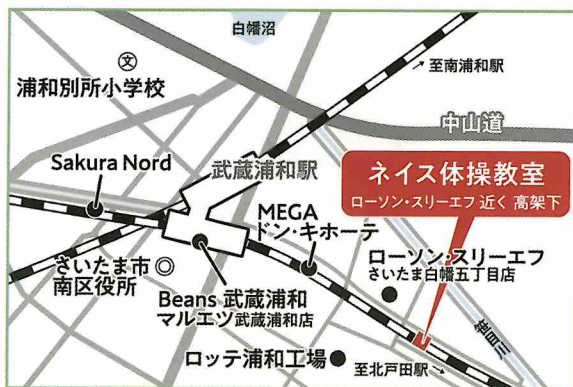 白幡沼
文
浦和別所小学校
→至南浦和駅
中山道
Sakura Nord
武蔵浦和駅
ネイス体操教室
ローソン・スリーエフ 近く 高架下
MEGA
ドン・キホーテ
ローソン・スリーエフ
さいたま白幡五丁目店
さいたま市
南区役所
Beans 武蔵浦和
マルエツ武蔵浦和店
笹目川
ロッテ浦和工場
至北戸田駅→